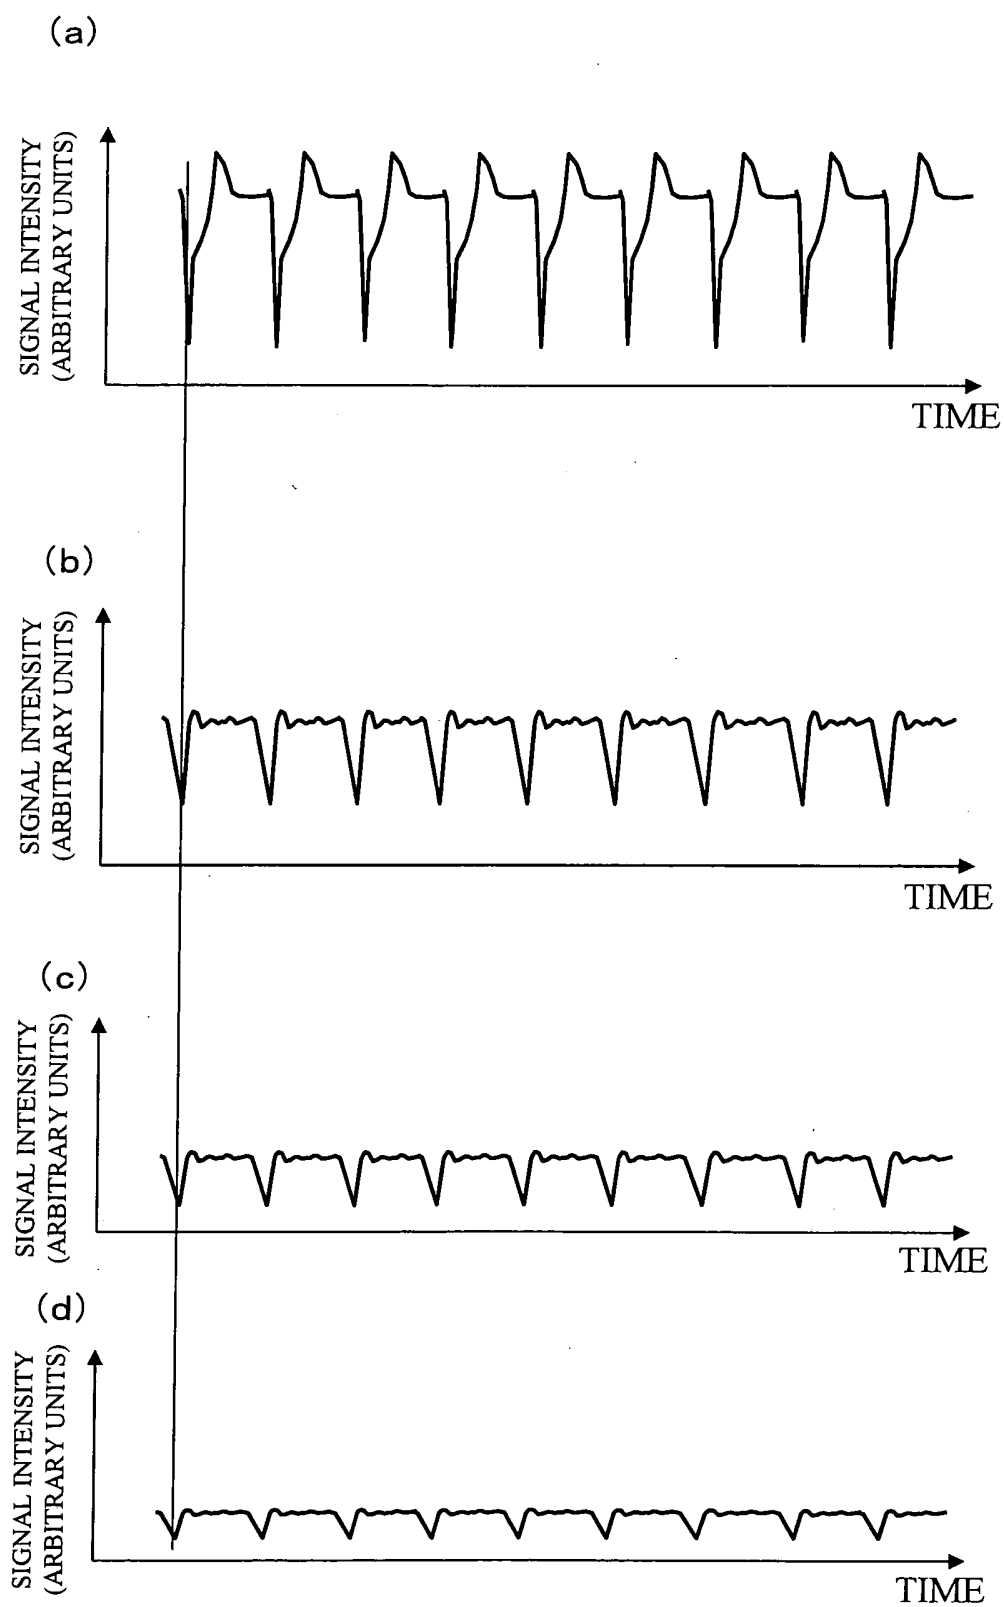 (a)
SIGNAL INTENSITY
(ARBITRARY UNITS)
TIME
(b)
SIGNAL INTENSITY
(ARBITRARY UNITS)
TIME
(c)
SIGNAL INTENSITY
(ARBITRARY UNITS)
TIME
(d)
SIGNAL INTENSITY
(ARBITRARY UNITS)
TIME